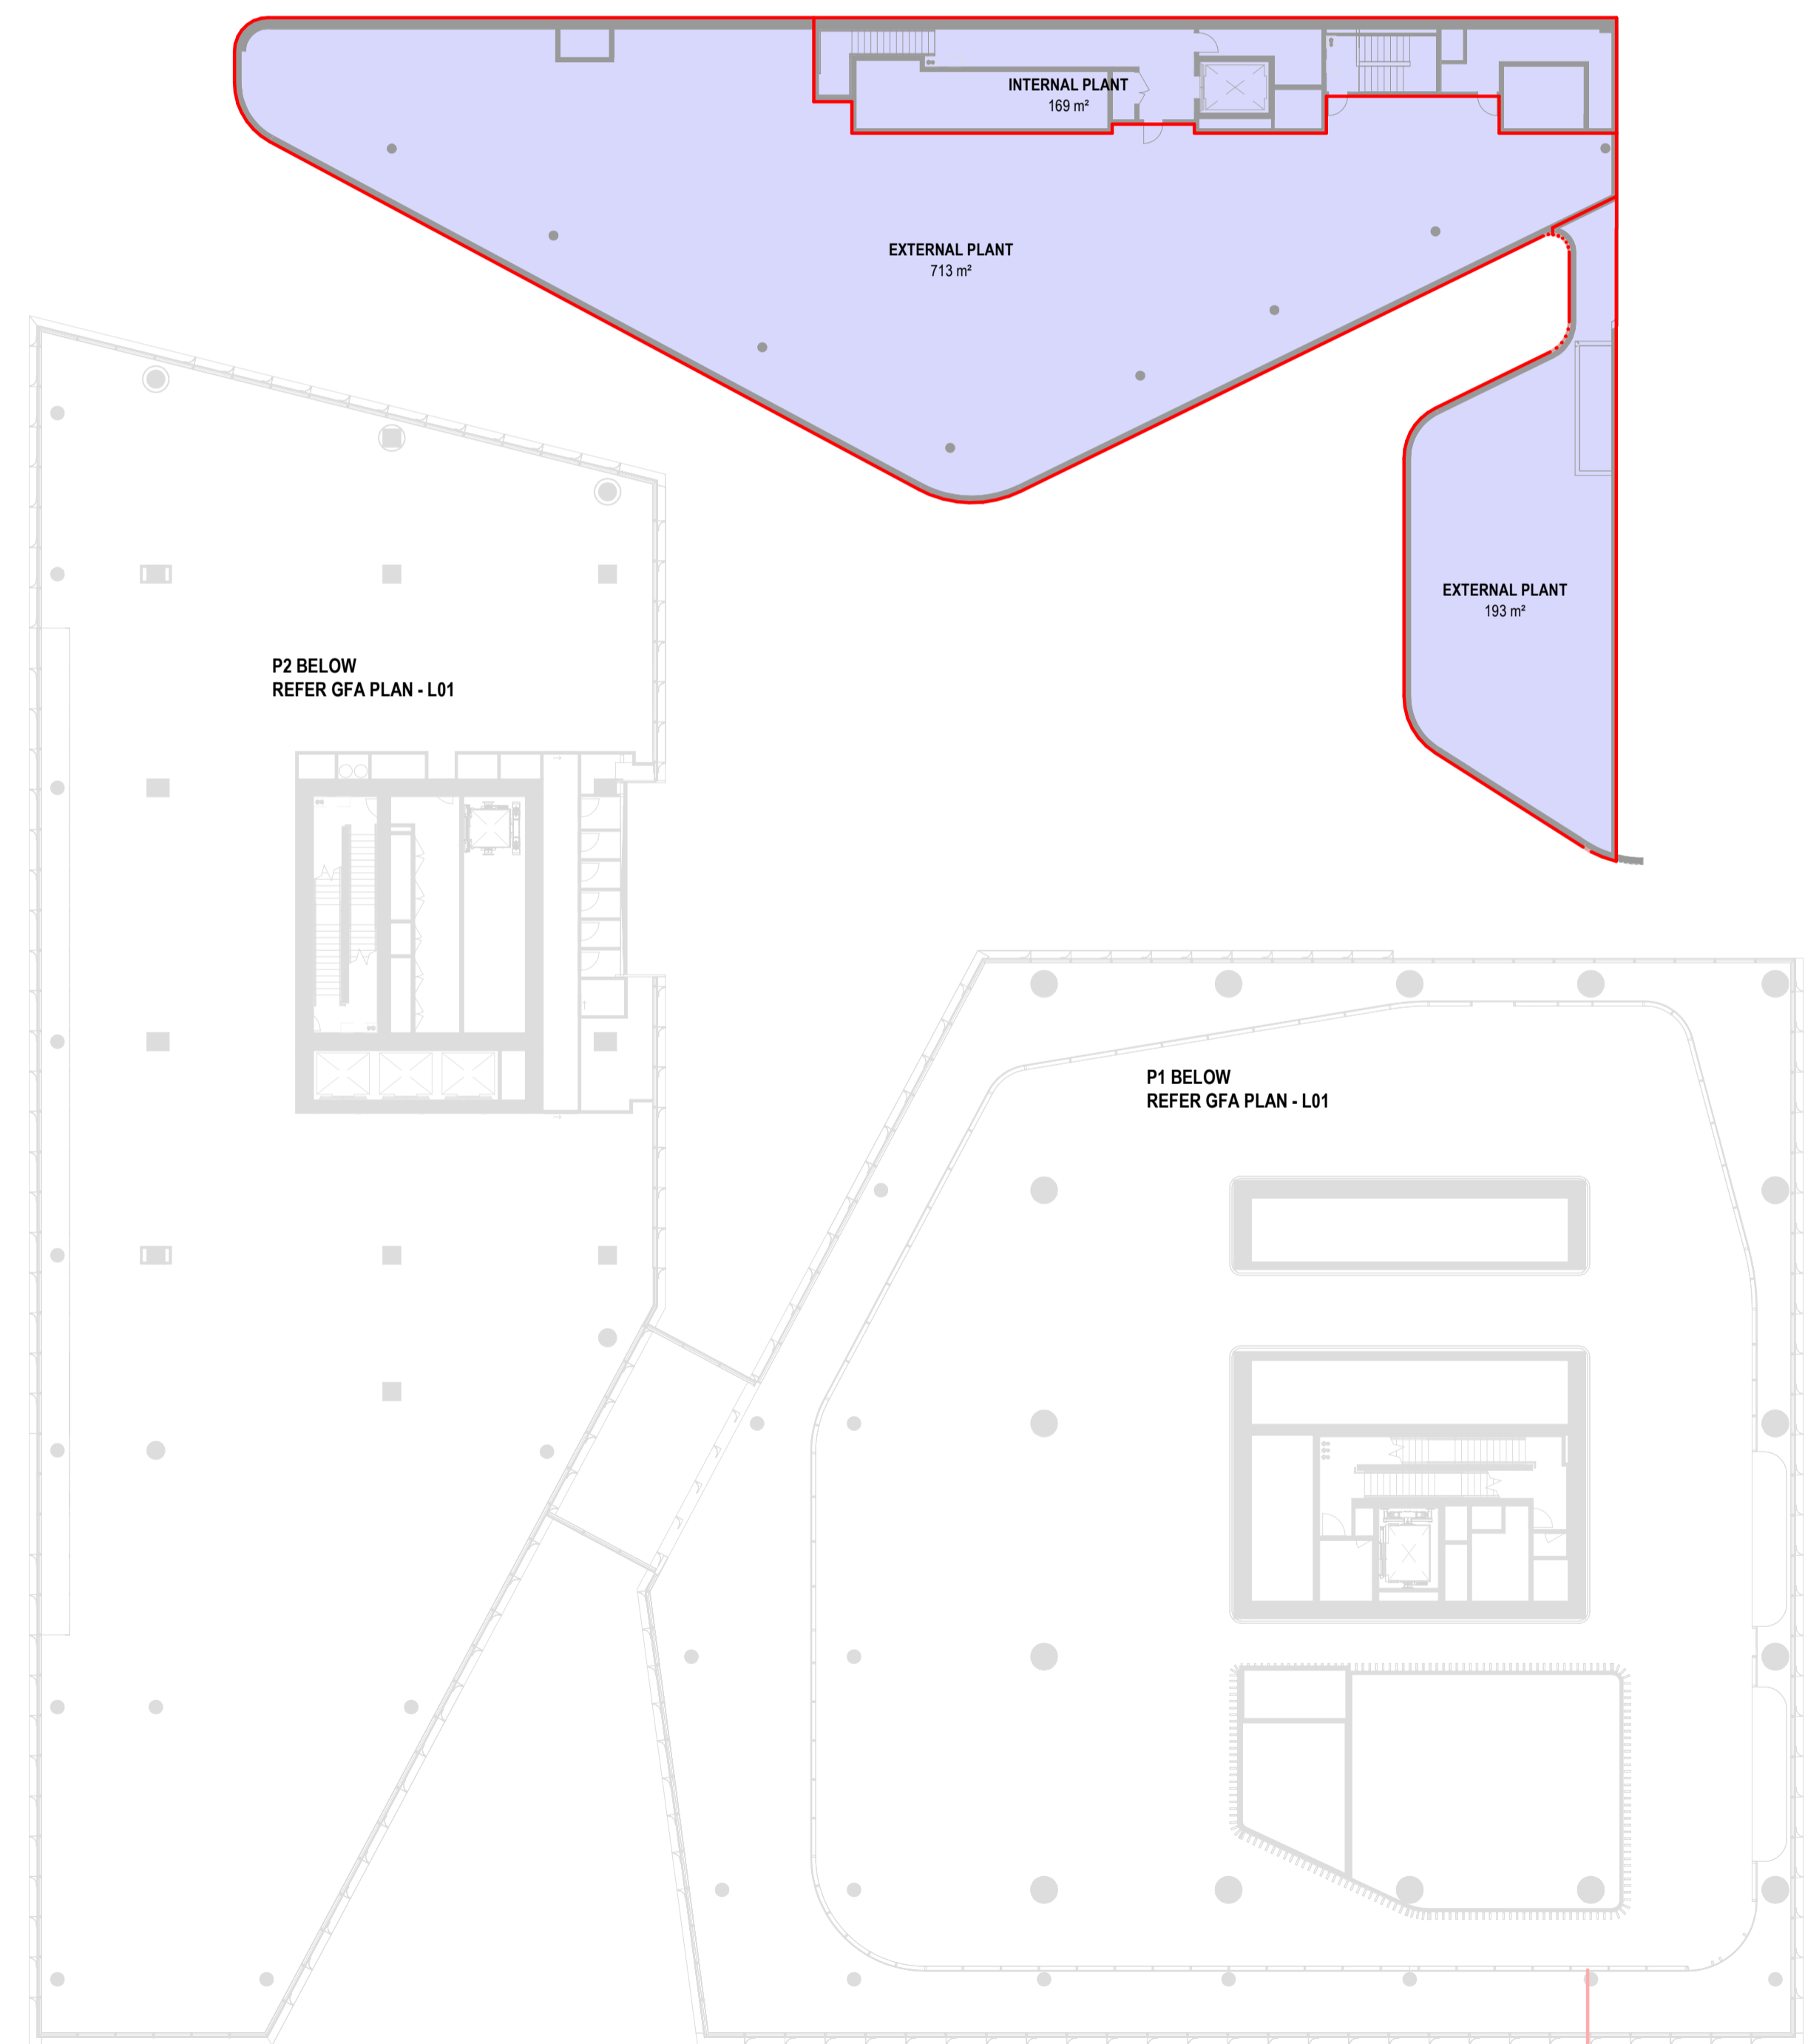 INTERNAL PLANT
169 m²
EXTERNAL PLANT
713 m²
EXTERNAL PLANT
193 m²
P2 BELOW
REFER GFA PLAN - L01
P1 BELOW
REFER GFA PLAN - L01